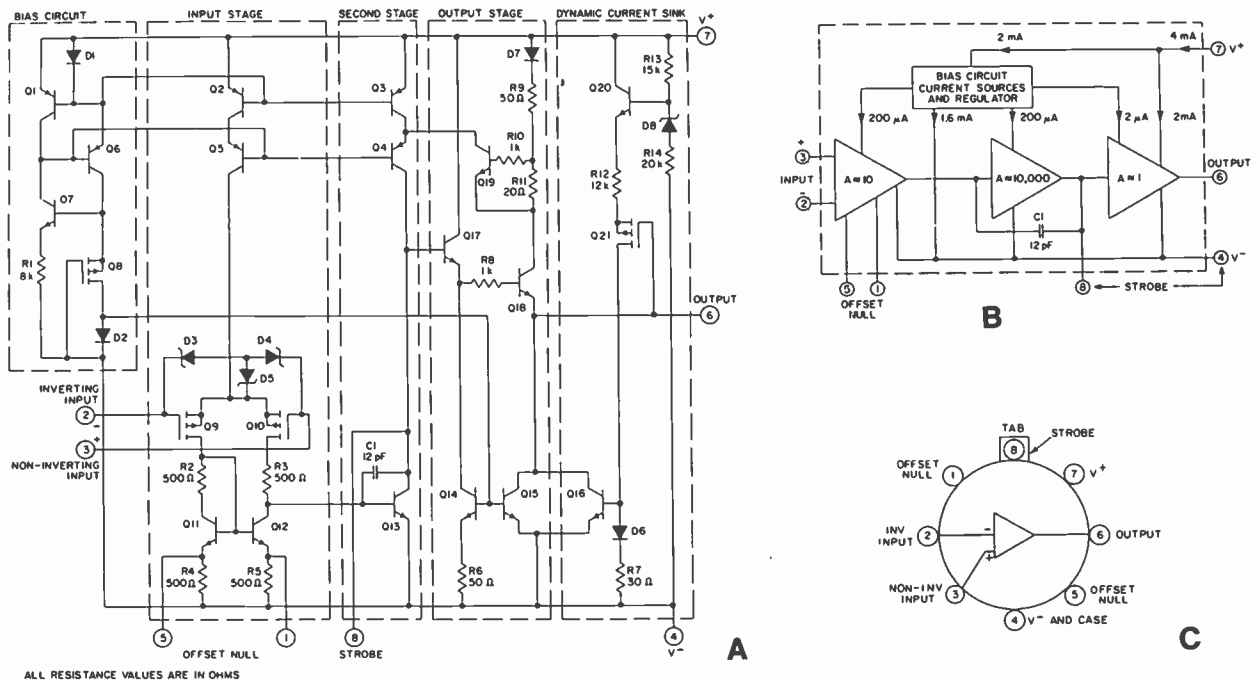 BIAS CIRCUIT
INPUT STAGE
SECOND STAGE
OUTPUT STAGE
DYNAMIC CURRENT SINK
V+
7
D1
Q1
Q2
Q3
D7
R9
50Ω
R13
15k
Q20
D8
R14
20k
Q6
Q5
Q4
R10
1k
Q19
R11
20Ω
R12
12k
Q7
Q17
Q21
R1
8k
Q8
R8
1k
Q18
OUTPUT
6
D2
D3
D4
D5
INVERTING
INPUT
2
-
+
3
NON-INVERTING
INPUT
Q9
Q10
R2
500Ω
R3
500Ω
C1
12 pF
Q11
Q12
Q13
Q14
Q15
Q16
D6
R4
500Ω
R5
500Ω
R6
50 Ω
R7
30 Ω
5
1
8
4
OFFSET NULL
STROBE
V-
ALL RESISTANCE VALUES ARE IN OHMS
A
2 mA
4 mA
7
V+
BIAS CIRCUIT
CURRENT SOURCES
AND REGULATOR
200 μA
1.6 mA
200 μA
2 μA
2mA
+
3
INPUT
-
2
A≈10
A≈10,000
A≈1
OUTPUT
6
C1
12 pF
4
V-
5
1
8
STROBE
OFFSET
NULL
B
TAB
8
STROBE
OFFSET
NULL
1
7
V+
INV
INPUT
2
-
+
6
OUTPUT
NON-INV
INPUT
3
5
OFFSET
NULL
4
V- AND CASE
C